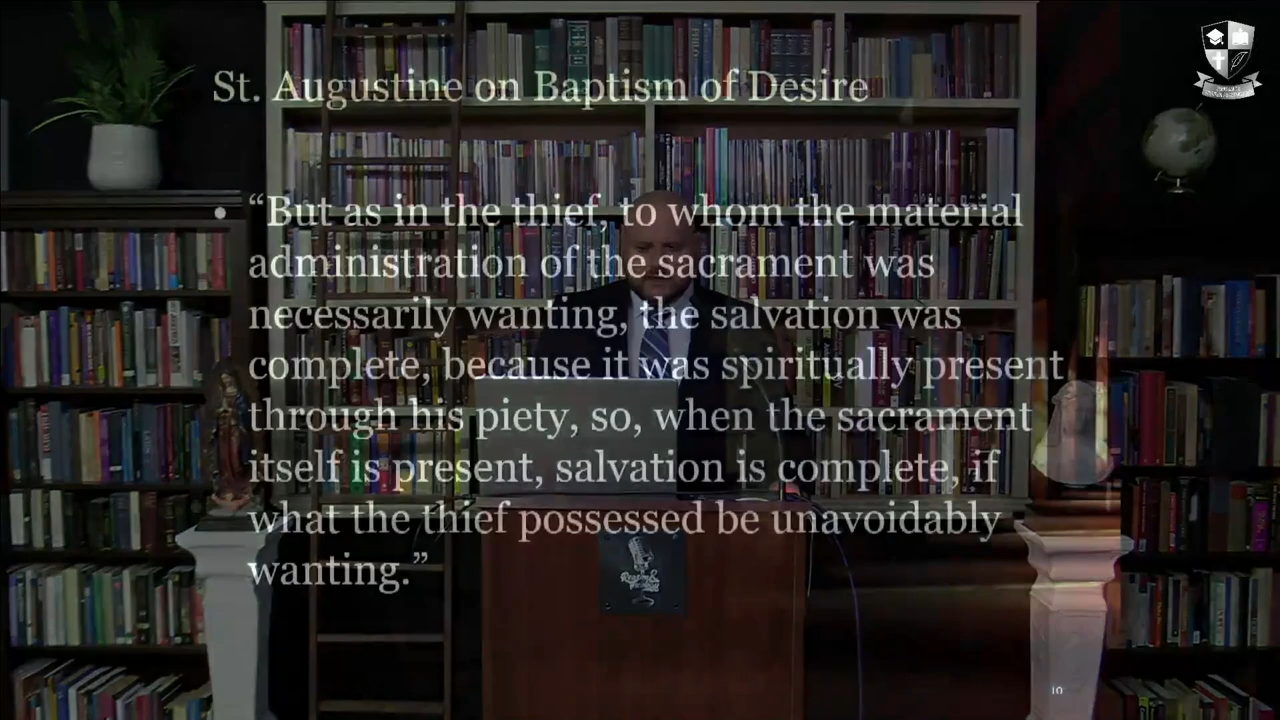 St. Augustine on Baptism of Desire
• “But as in the thief, to whom the material
administration of the sacrament was
necessarily wanting, the salvation was
complete, because it was spiritually present
through his piety, so, when the sacrament
itself is present, salvation is complete, if
what the thief possessed be unavoidably
wanting.”
Reason &
Theology
10